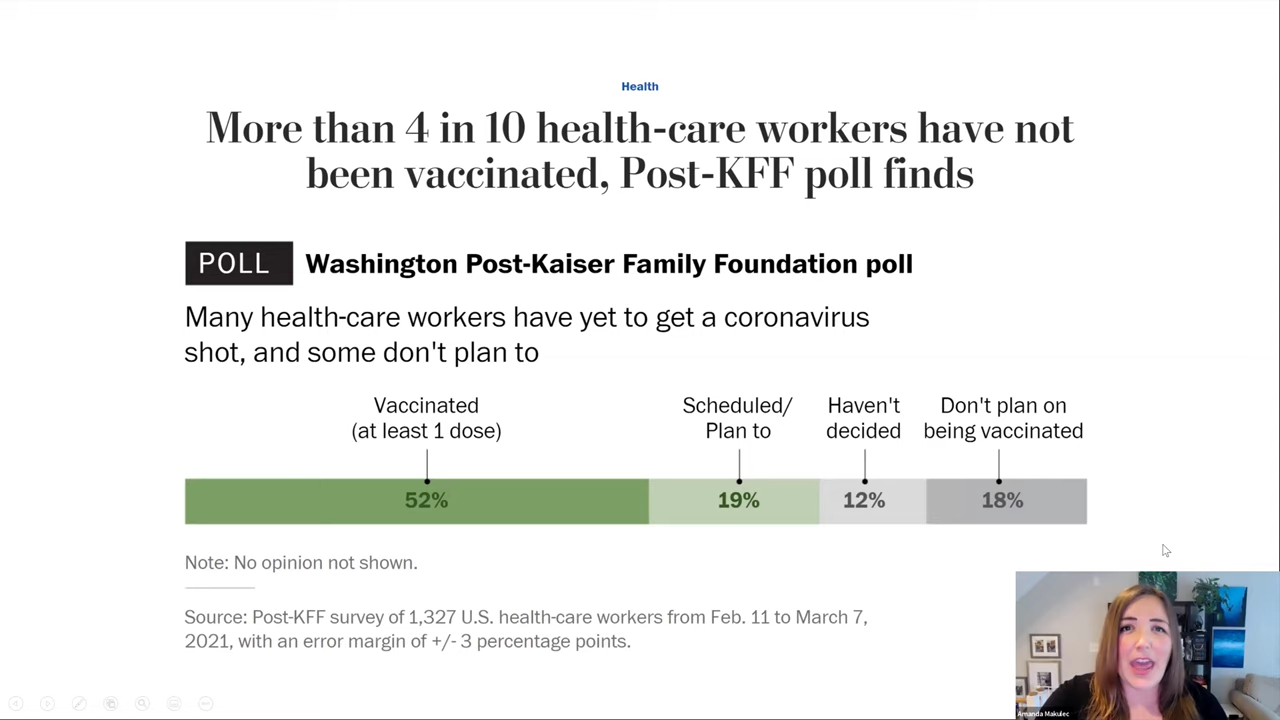 Health
More than 4 in 10 health-care workers have not
been vaccinated, Post-KFF poll finds
POLL Washington Post-Kaiser Family Foundation poll
Many health-care workers have yet to get a coronavirus
shot, and some don't plan to
Vaccinated
(at least 1 dose)
Scheduled/
Plan to
Haven't
decided
Don't plan on
being vaccinated
52% 19% 12% 18%
Note: No opinion not shown.
Source: Post-KFF survey of 1,327 U.S. health-care workers from Feb. 11 to March 7,
2021, with an error margin of +/- 3 percentage points.
Amanda Makulec